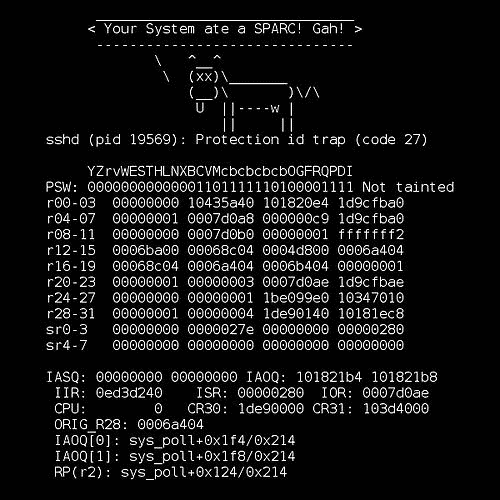 _______________________________
< Your System ate a SPARC! Gah! >
 -------------------------------
        \   ^__^
         \  (xx)\_______
            (__)\       )\/\
             U  ||----w |
                ||     ||
sshd (pid 19569): Protection id trap (code 27)

     YZrvWESTHLNXBCVMcbcbcbcbOGFRQPDI
PSW: 00000000000001101111110100001111 Not tainted
r00-03  00000000 10435a40 101820e4 1d9cfba0
r04-07  00000001 0007d0a8 000000c9 1d9cfba0
r08-11  00000000 0007d0b0 00000001 fffffff2
r12-15  0006ba00 00068c04 0004d800 0006a404
r16-19  00068c04 0006a404 0006b404 00000001
r20-23  00000001 00000003 0007d0ae 1d9cfbae
r24-27  00000000 00000001 1be099e0 10347010
r28-31  00000001 00000004 1de90140 10181ec8
sr0-3   00000000 0000027e 00000000 00000280
sr4-7   00000000 00000000 00000000 00000000

IASQ: 00000000 00000000 IAOQ: 101821b4 101821b8
 IIR: 0ed3d240    ISR: 00000280  IOR: 0007d0ae
 CPU:        0   CR30: 1de90000 CR31: 103d4000
 ORIG_R28: 0006a404
 IAOQ[0]: sys_poll+0x1f4/0x214
 IAOQ[1]: sys_poll+0x1f8/0x214
 RP(r2): sys_poll+0x124/0x214